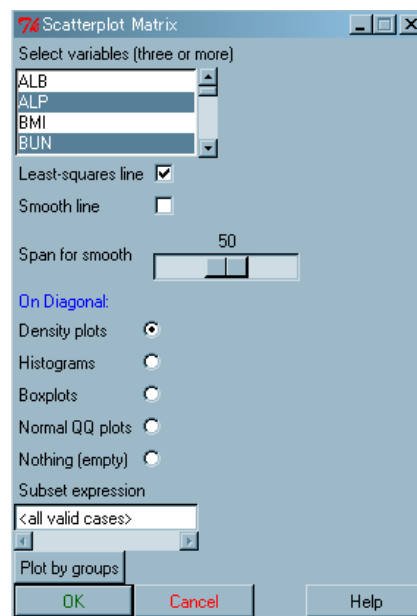 Scatterplot Matrix
Select variables (three or more)
ALB
ALP
BMI
BUN
Least-squares line
Smooth line
50
Span for smooth
On Diagonal:
Density plots
Histograms
Boxplots
Normal QQ plots
Nothing (empty)
Subset expression
<all valid cases>
Plot by groups
OK Cancel Help